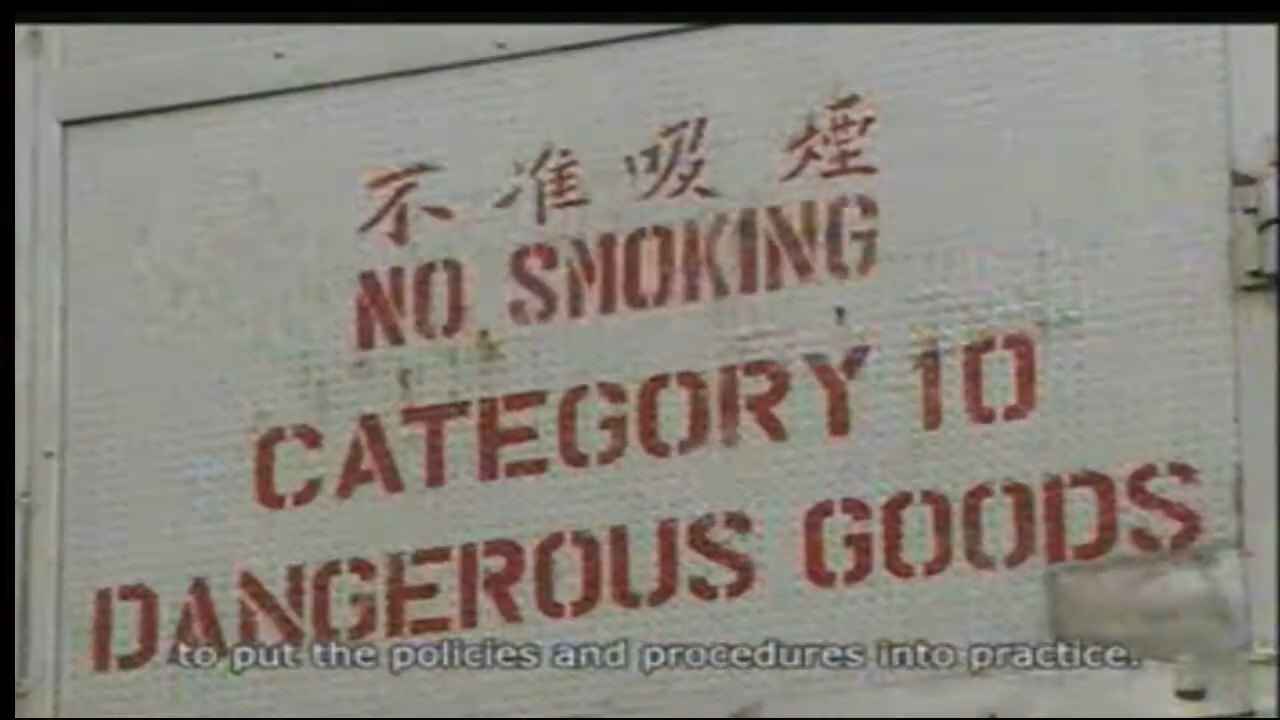 不准吸煙
NO SMOKING
CATEGORY 10
DANGEROUS GOODS
to put the policies and procedures into practice.